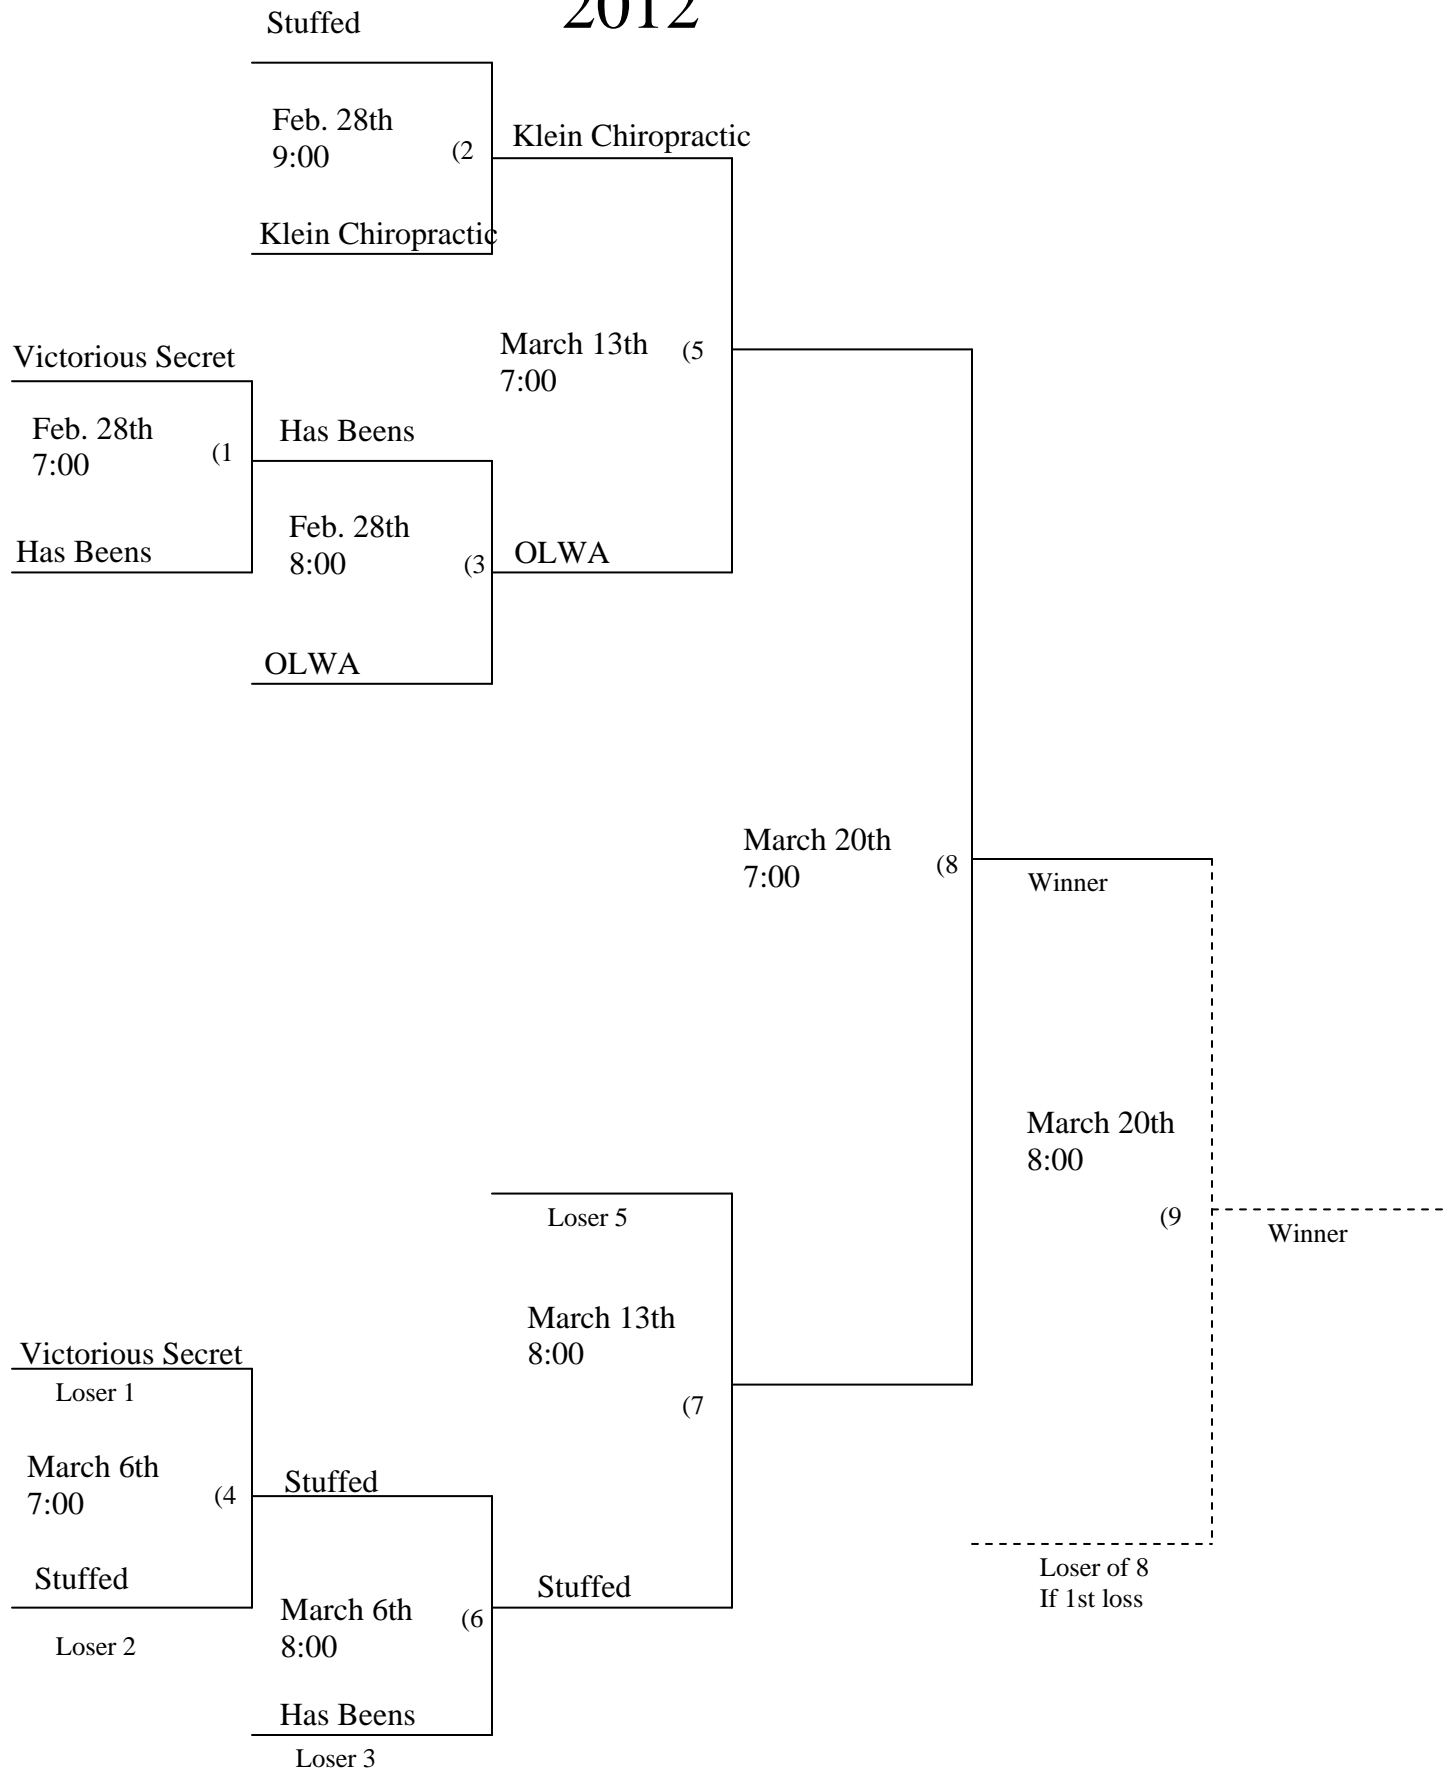 2012
Stuffed
Feb. 28th
9:00
(2
Klein Chiropractic
Klein Chiropractic
Victorious Secret
March 13th
7:00
(5
Feb. 28th
7:00
(1
Has Beens
Has Beens
Feb. 28th
8:00
(3
OLWA
OLWA
March 20th
7:00
(8
Winner
March 20th
8:00
(9
Winner
Loser 5
March 13th
8:00
(7
Victorious Secret
Loser 1
March 6th
7:00
(4
Stuffed
Stuffed
Loser 2
March 6th
8:00
(6
Stuffed
Has Beens
Loser 3
Loser of 8
If 1st loss